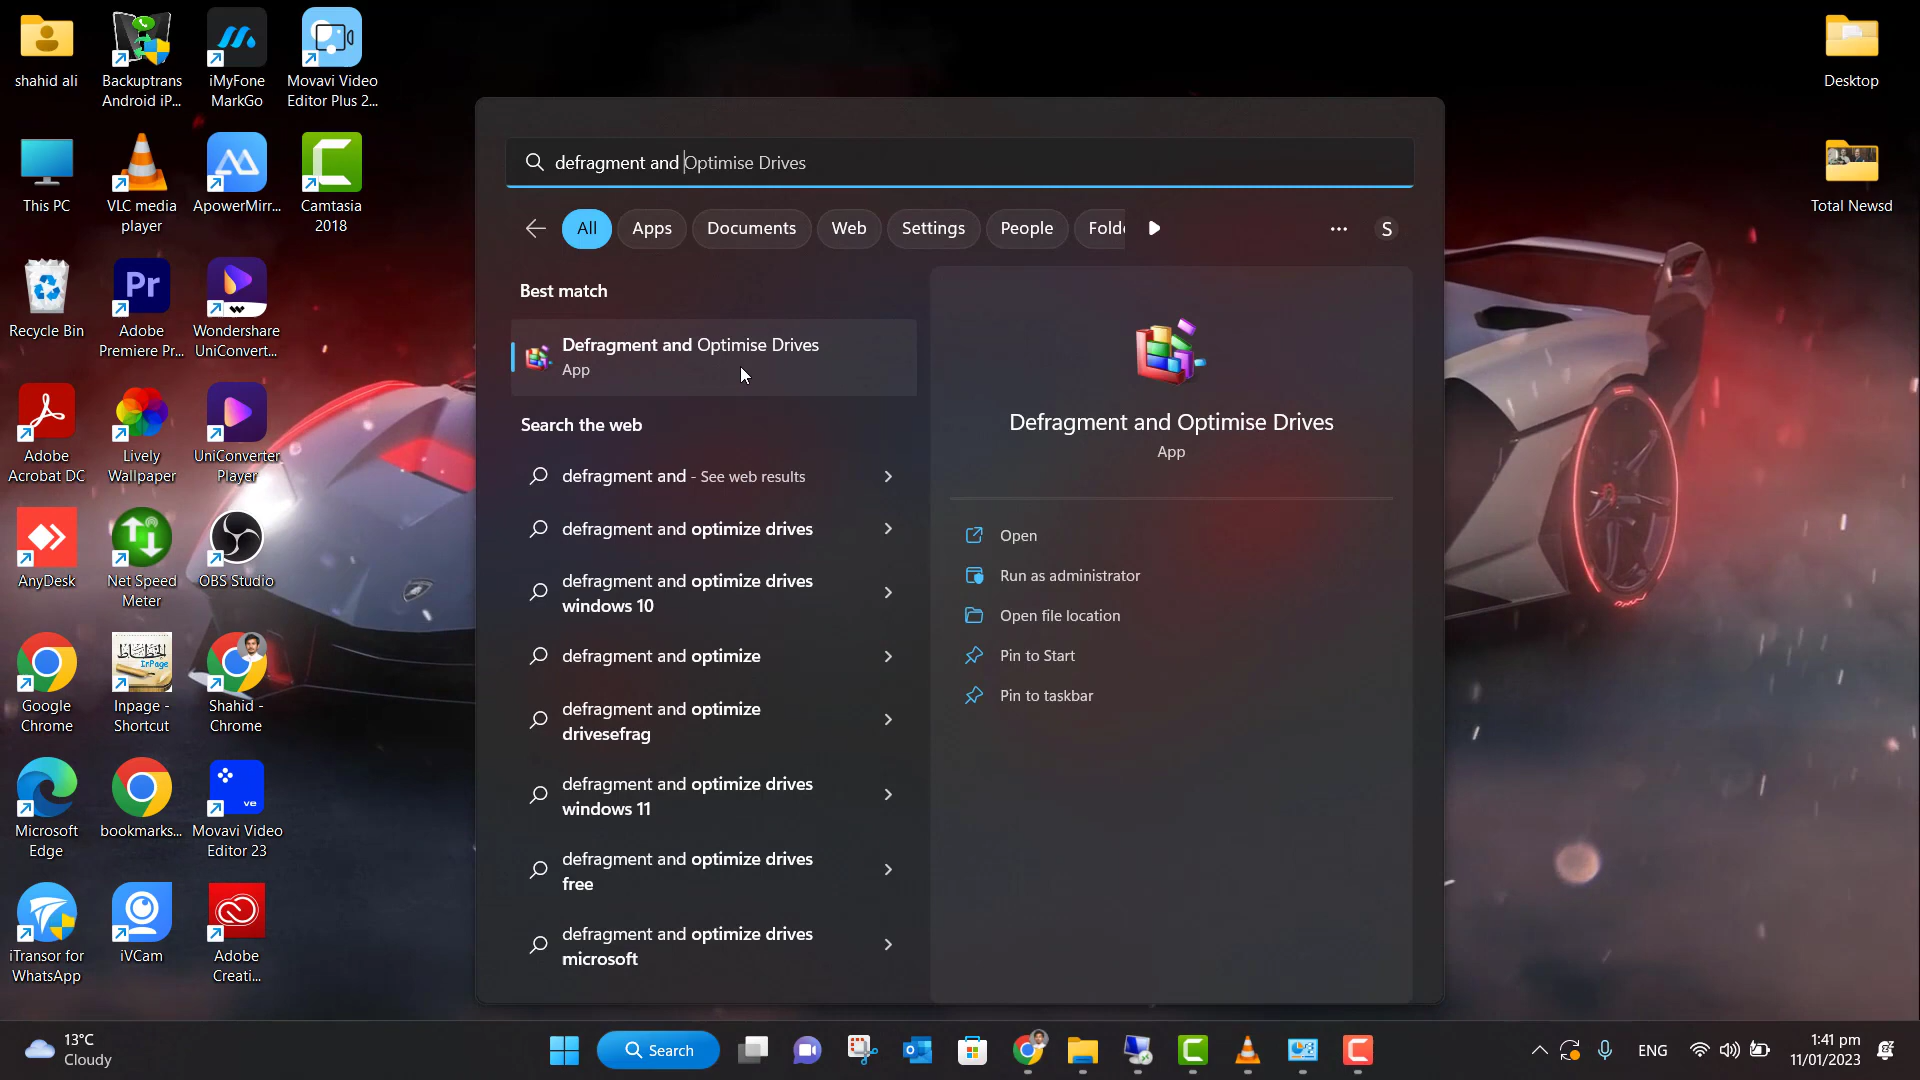 shahid ali
Backuptrans
Android iP...
iMyFone
MarkGo
Movavi Video
Editor Plus 2...
This PC
VLC media
player
ApowerMirr...
Camtasia
2018
Recycle Bin
Pr
Adobe
Premiere Pr...
Wondershare
UniConvert...
Adobe
Acrobat DC
Lively
Wallpaper
UniConverter
Player
AnyDesk
Net Speed
Meter
OBS Studio
Google
Chrome
InPage
Inpage -
Shortcut
Shahid -
Chrome
Microsoft
Edge
bookmarks...
ve
Movavi Video
Editor 23
iTransor for
WhatsApp
iVCam
Adobe
Creati...
Desktop
Total Newsd
defragment and Optimise Drives
All
Apps
Documents
Web
Settings
People
Folde
...
S
Best match
Defragment and Optimise Drives
App
Search the web
defragment and - See web results
defragment and optimize drives
defragment and optimize drives
windows 10
defragment and optimize
defragment and optimize
drivesefrag
defragment and optimize drives
windows 11
defragment and optimize drives
free
defragment and optimize drives
microsoft
Defragment and Optimise Drives
App
Open
Run as administrator
Open file location
Pin to Start
Pin to taskbar
13°C
Cloudy
Search
ENG
1:41 pm
11/01/2023